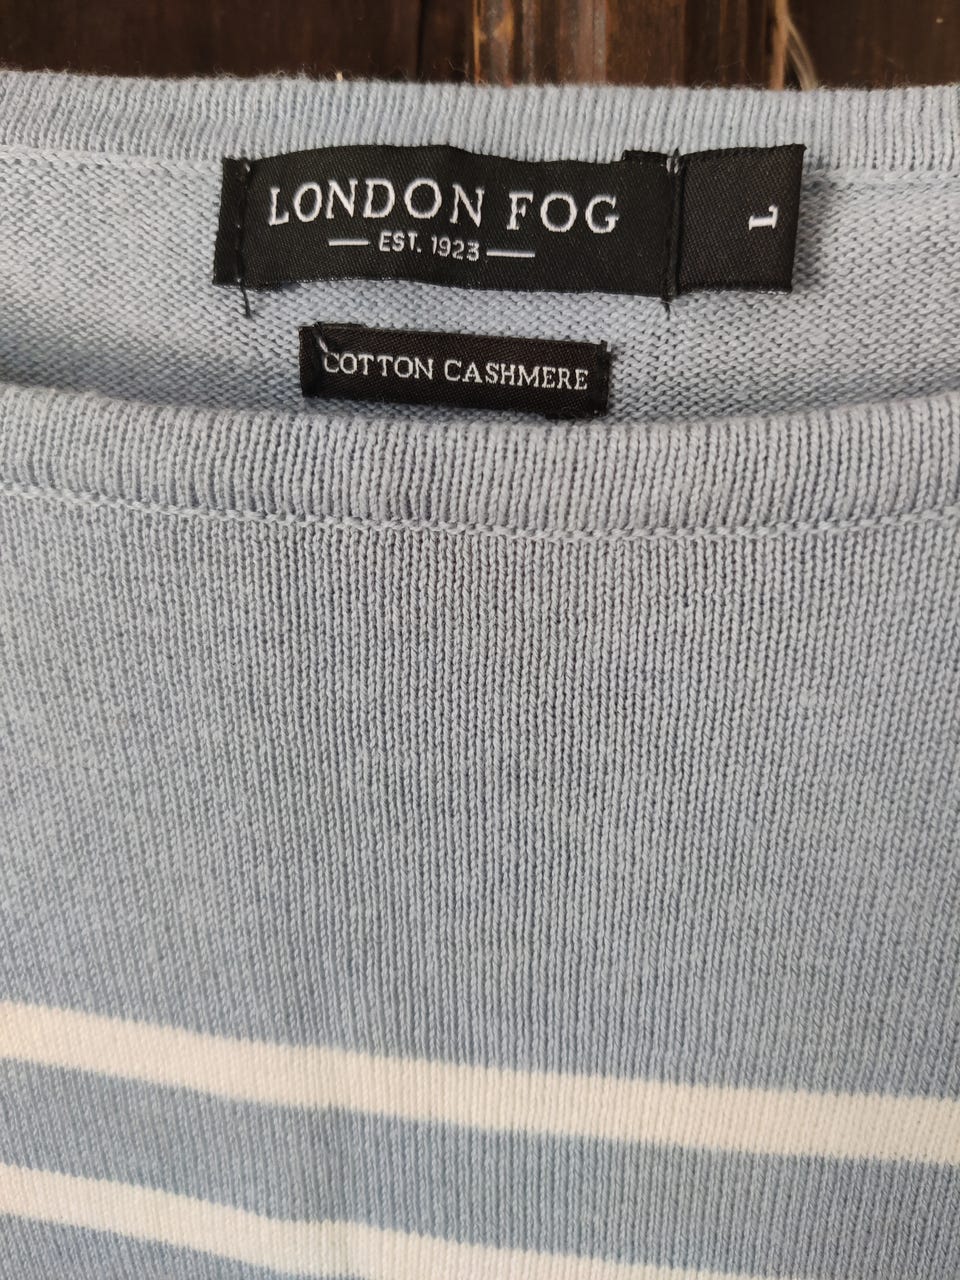 LONDON FOG
EST. 1923
L
COTTON CASHMERE